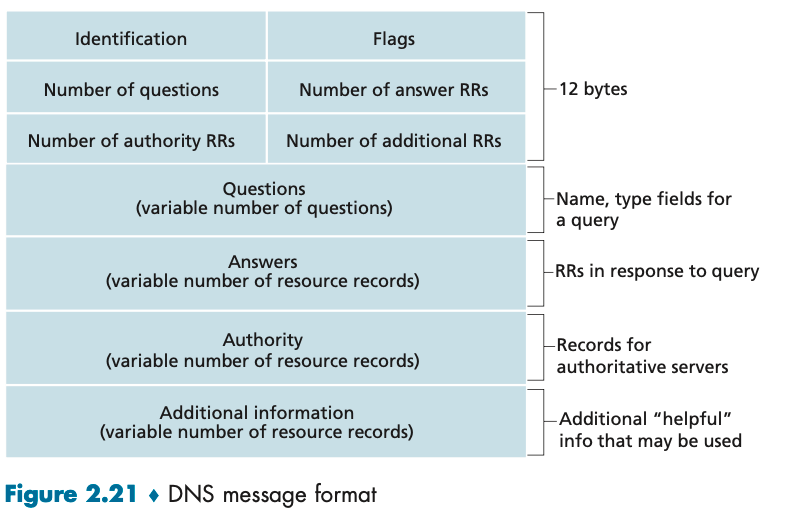 Identification
Flags
Number of questions
Number of answer RRs
12 bytes
Number of authority RRs
Number of additional RRs
Questions
(variable number of questions)
Name, type fields for
a query
Answers
(variable number of resource records)
RRs in response to query
Authority
(variable number of resource records)
Records for
authoritative servers
Additional information
(variable number of resource records)
Additional “helpful”
info that may be used
Figure 2.21 ♦ DNS message format